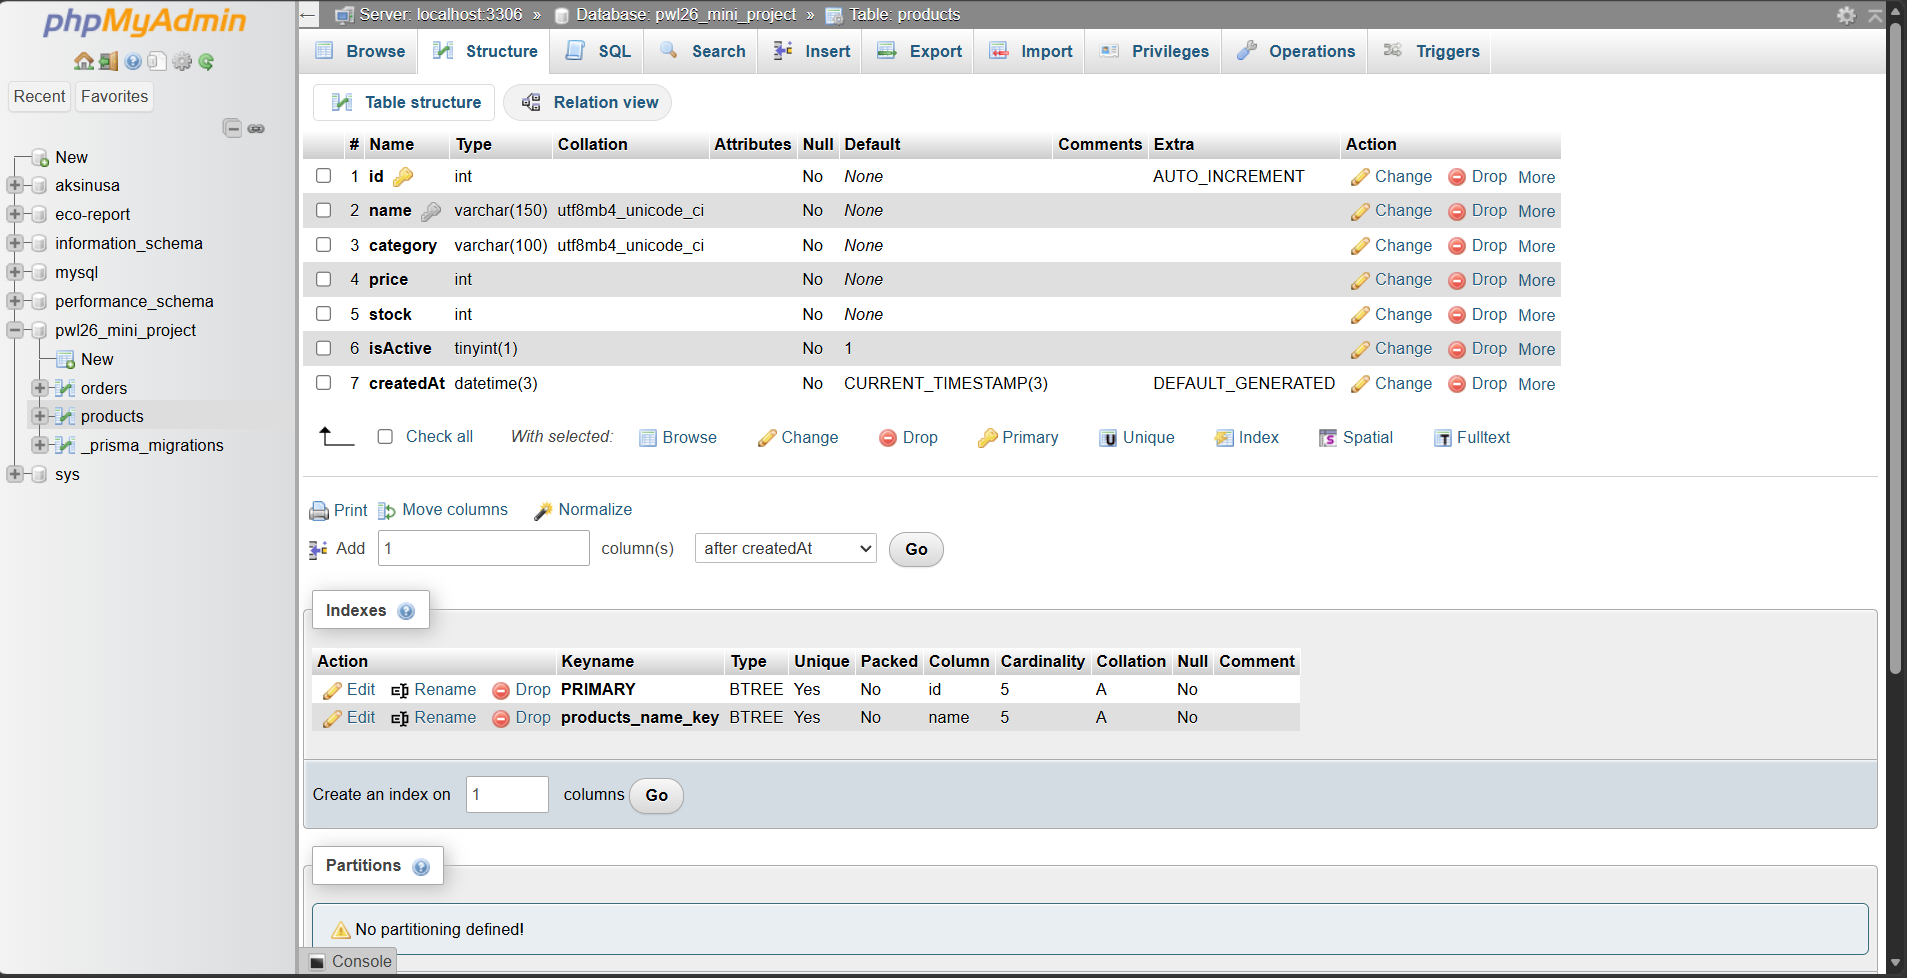 phpMyAdmin
Recent Favorites
New
aksinusa
eco-report
information_schema
mysql
performance_schema
pwl26_mini_project
New
orders
products
_prisma_migrations
sys
Server: localhost:3306 » Database: pwl26_mini_project » Table: products
Browse Structure SQL Search Insert Export Import Privileges Operations Triggers
Table structure Relation view
# Name Type Collation Attributes Null Default Comments Extra Action
1 id int No None AUTO_INCREMENT Change Drop More
2 name varchar(150) utf8mb4_unicode_ci No None Change Drop More
3 category varchar(100) utf8mb4_unicode_ci No None Change Drop More
4 price int No None Change Drop More
5 stock int No None Change Drop More
6 isActive tinyint(1) No 1 Change Drop More
7 createdAt datetime(3) No CURRENT_TIMESTAMP(3) DEFAULT_GENERATED Change Drop More
Check all With selected: Browse Change Drop Primary Unique Index Spatial Fulltext
Print Move columns Normalize
Add 1 column(s) after createdAt Go
Indexes
Action Keyname Type Unique Packed Column Cardinality Collation Null Comment
Edit Rename Drop PRIMARY BTREE Yes No id 5 A No
Edit Rename Drop products_name_key BTREE Yes No name 5 A No
Create an index on 1 columns Go
Partitions
No partitioning defined!
Console